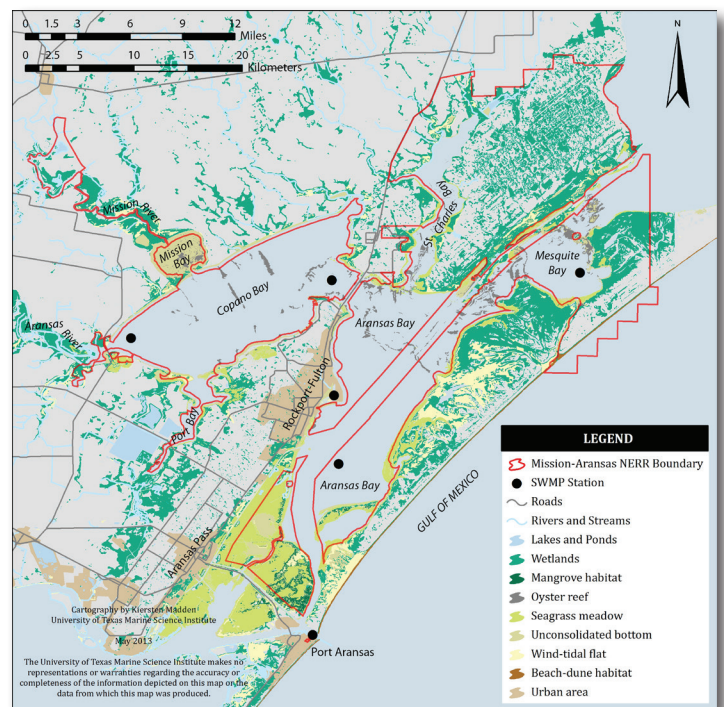 0 1.5 3 6 9 12
Miles
0 2.5 5 10 15 20
Kilometers
N
Mission River
Mission
Bay
Copano Bay
St. Charles
Bay
Mesquite
Bay
Aransas
River
Aransas Bay
Port Bay
Rockport-Fulton
Aransas Bay
GULF OF MEXICO
Aransas Pass
Port Aransas
Cartography by Kiersten Madden
University of Texas Marine Science Institute
May 2013
The University of Texas Marine Science Institute makes no
representations or warranties regarding the accuracy or
completeness of the information depicted on this map or the
data from which this map was produced.
LEGEND
Mission-Aransas NERR Boundary
SWMP Station
Roads
Rivers and Streams
Lakes and Ponds
Wetlands
Mangrove habitat
Oyster reef
Seagrass meadow
Unconsolidated bottom
Wind-tidal flat
Beach-dune habitat
Urban area